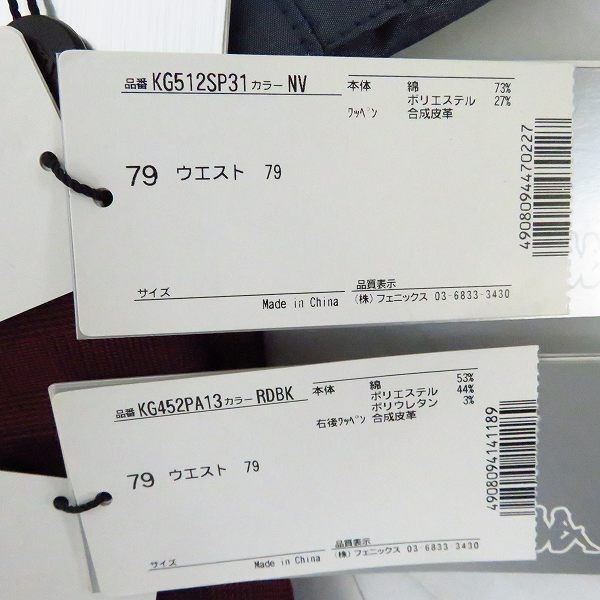 品番 KG512SP31 カラー NV
本体 綿 73%
ポリエステル 27%
ワッペン 合成皮革
79 ウエスト 79
4908094470227
サイズ
Made in China
品質表示
(株)フェニックス 03-6833-3430
品番 KG452PA13 カラー RDBK
本体 綿 53%
ポリエステル 44%
ポリウレタン 3%
右後ワッペン 合成皮革
79 ウエスト 79
4908094141189
サイズ
Made in China
品質表示
(株)フェニックス 03-6833-3430